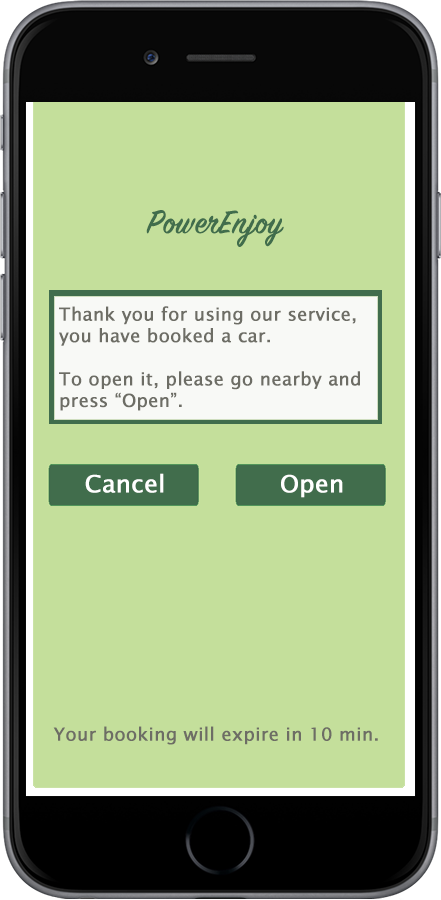 PowerEnjoy
Thank you for using our service,
you have booked a car.
To open it, please go nearby and
press “Open”.
Cancel
Open
Your booking will expire in 10 min.